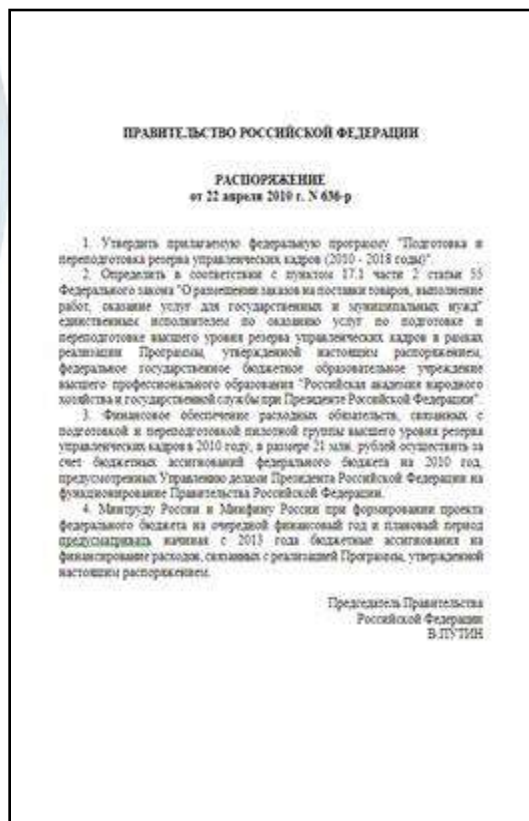 ПРАВИТЕЛЬСТВО РОССИЙСКОЙ ФЕДЕРАЦИИ
РАСПОРЯЖЕНИЕ
от 22 апреля 2010 г. N 636-р
1. Утвердить прилагаемую федеральную программу "Подготовка и
переподготовка резерва управленческих кадров (2010 - 2018 годы)".
2. Определить в соответствии с пунктом 17.1 части 2 статьи 55
Федерального закона "О размещении заказов на поставки товаров, выполнение
работ, оказание услуг для государственных и муниципальных нужд"
единственным исполнителем по оказанию услуг по подготовке и
переподготовке высшего уровня резерва управленческих кадров в рамках
реализации Программы, утвержденной настоящим распоряжением,
федеральное государственное бюджетное образовательное учреждение
высшего профессионального образования "Российская академия народного
хозяйства и государственной службы при Президенте Российской Федерации".
3. Финансовое обеспечение расходных обязательств, связанных с
подготовкой и переподготовкой пилотной группы высшего уровня резерва
управленческих кадров в 2010 году, в размере 21 млн. рублей осуществить за
счет бюджетных ассигнований федерального бюджета на 2010 год,
предусмотренных Управлению делами Президента Российской Федерации на
функционирование Правительства Российской Федерации.
4. Минтруду России и Минфину России при формировании проекта
федерального бюджета на очередной финансовый год и плановый период
предусматривать начиная с 2013 года бюджетные ассигнования на
финансирование расходов, связанных с реализацией Программы, утвержденной
настоящим распоряжением.
Председатель Правительства
Российской Федерации
В.ПУТИН